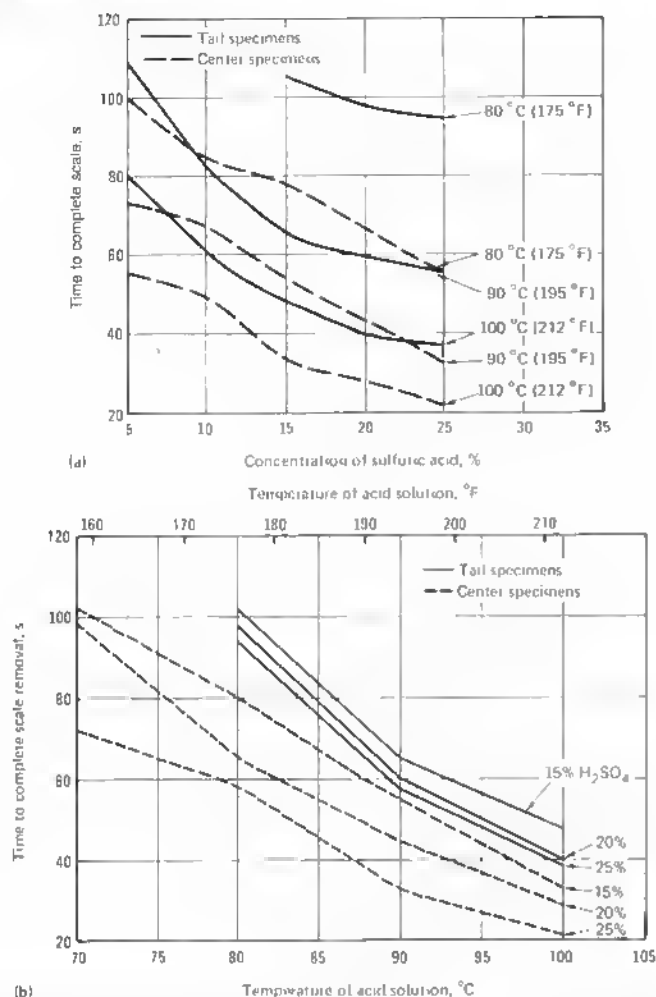 120
100
80
60
40
20
Time to complete scale, s
Tail specimens
Center specimens
80 °C (175 °F)
80 °C (175 °F)
90 °C (195 °F)
100 °C (212 °F)
90 °C (195 °F)
100 °C (212 °F)
5 10 15 20 25 30 35
(a)
Concentration of sulfuric acid, %
Temperature of acid solution, °F
160 170 180 190 200 210
120
100
80
60
40
20
Time to complete scale removal, s
Tail specimens
Center specimens
15% H₂SO₄
20%
25%
15%
20%
25%
70 75 80 85 90 95 100 105
(b)
Temperature of acid solution, °C